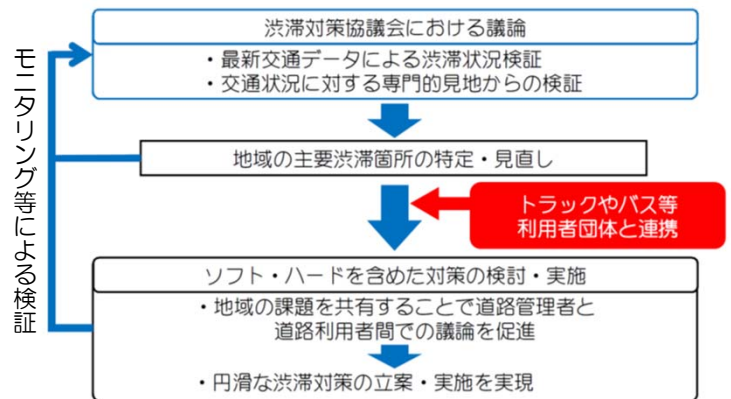 渋滞対策協議会における議論
・最新交通データによる渋滞状況検証
・交通状況に対する専門的見地からの検証
地域の主要渋滞箇所の特定・見直し
トラックやバス等
利用者団体と連携
ソフト・ハードを含めた対策の検討・実施
・地域の課題を共有することで道路管理者と
道路利用者間での議論を促進
・円滑な渋滞対策の立案・実施を実現
モニタリング等による検証